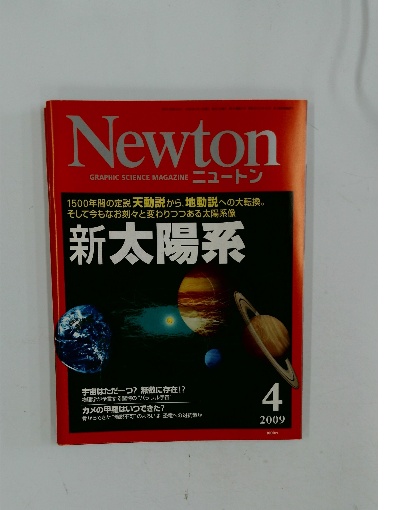 Newton
GRAPHIC SCIENCE MAGAZINE ニュートン
1500年間の定説天動説から,地動説への大転換。
そして今もなお刻々と変わりつつある太陽系像
新太陽系
宇宙はただ一つ? 無数に存在!?
カメの甲羅はいつできた?
4
2009